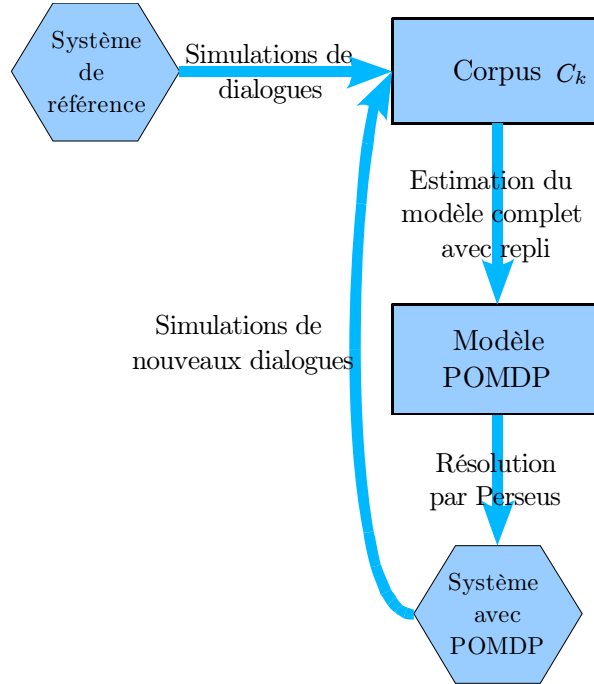 Système
de
référence
Simulations de
dialogues
Corpus C_k
Estimation du
modèle complet
avec repli
Simulations de
nouveaux dialogues
Modèle
POMDP
Résolution
par Perseus
Système
avec
POMDP